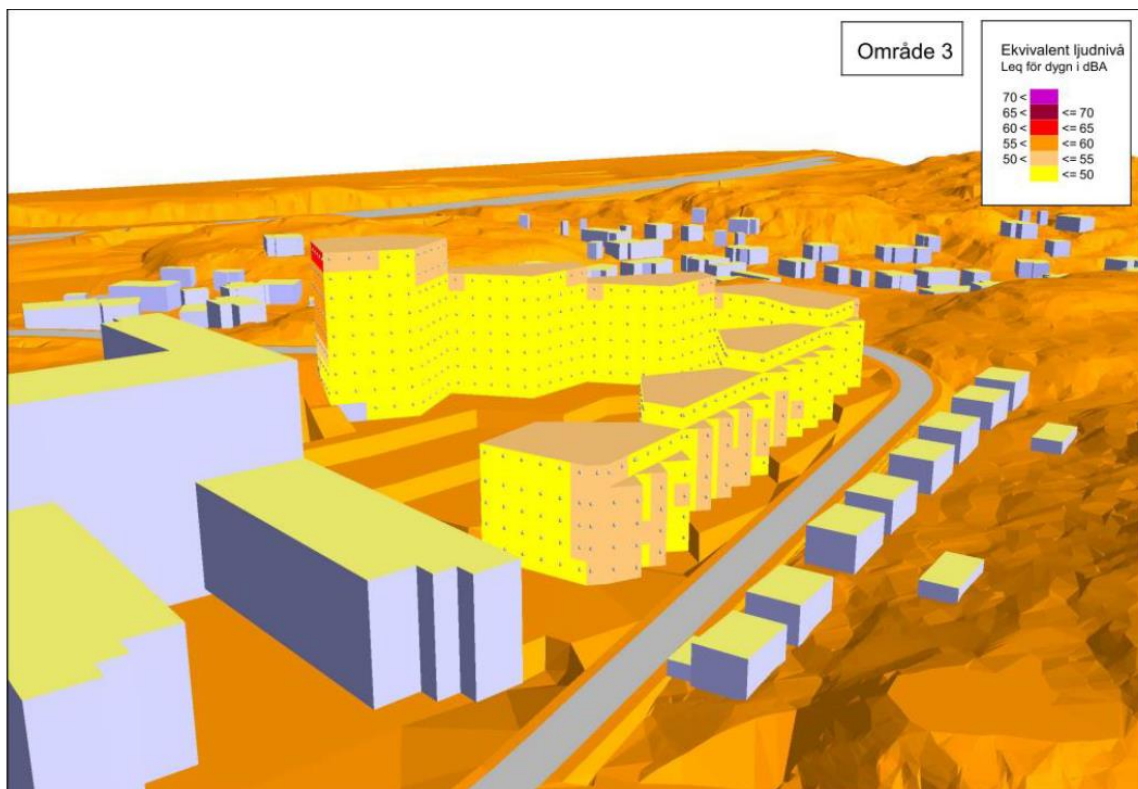 Område 3
Ekvivalent ljudnivå
Leq för dygn i dBA
70 <
65 < <= 70
60 < <= 65
55 < <= 60
50 < <= 55
<= 50